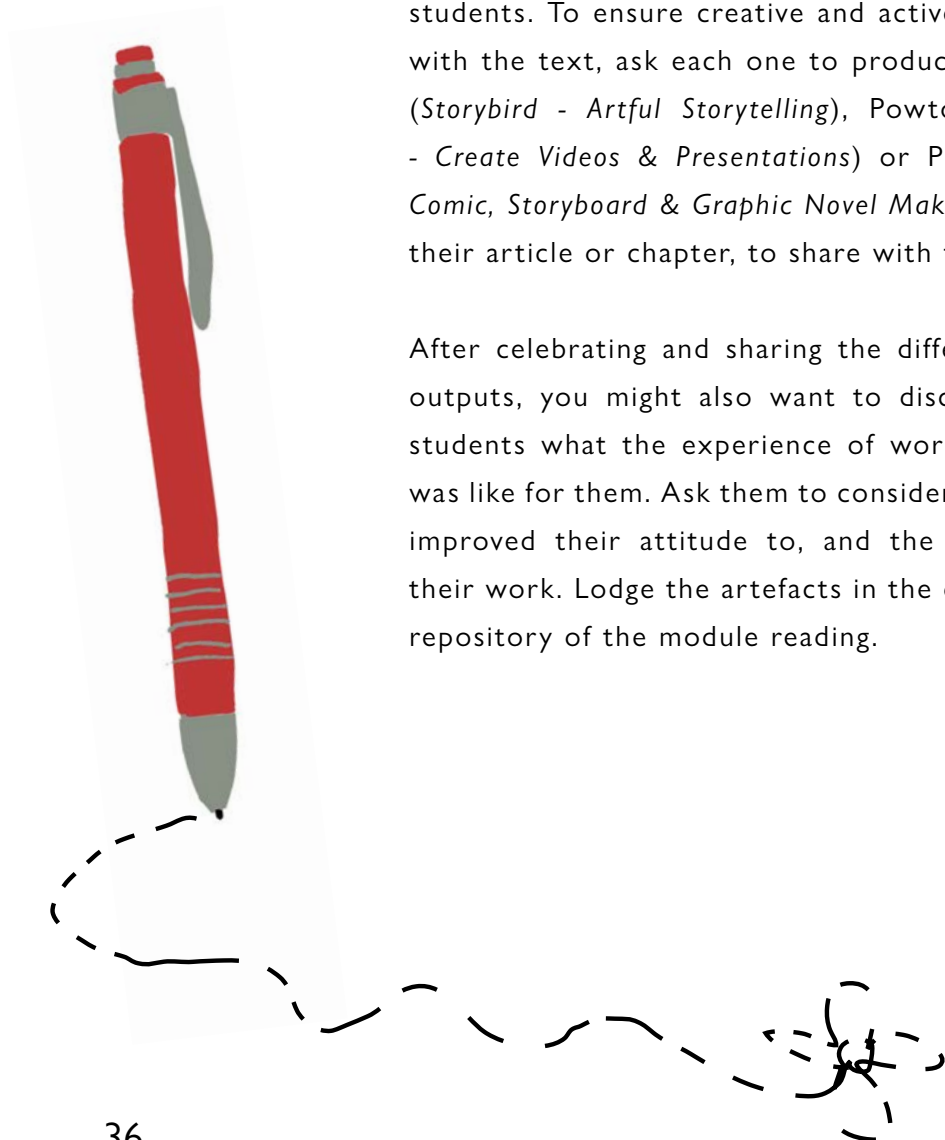 students. To ensure creative and active
with the text, ask each one to produc
(Storybird - Artful Storytelling), Powto
- Create Videos & Presentations) or P
Comic, Storyboard & Graphic Novel Mak
their article or chapter, to share with
After celebrating and sharing the diffe
outputs, you might also want to disc
students what the experience of wor
was like for them. Ask them to consider
improved their attitude to, and the
their work. Lodge the artefacts in the
repository of the module reading.
36